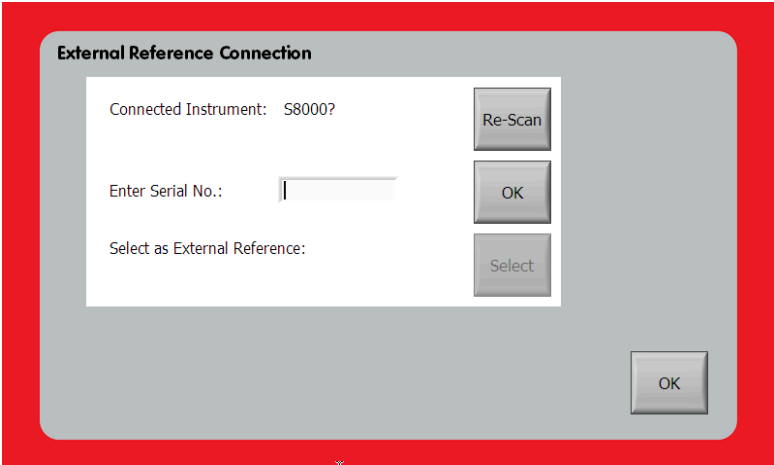 External Reference Connection
Connected Instrument: S8000?
Re-Scan
Enter Serial No.:
OK
Select as External Reference:
Select
OK